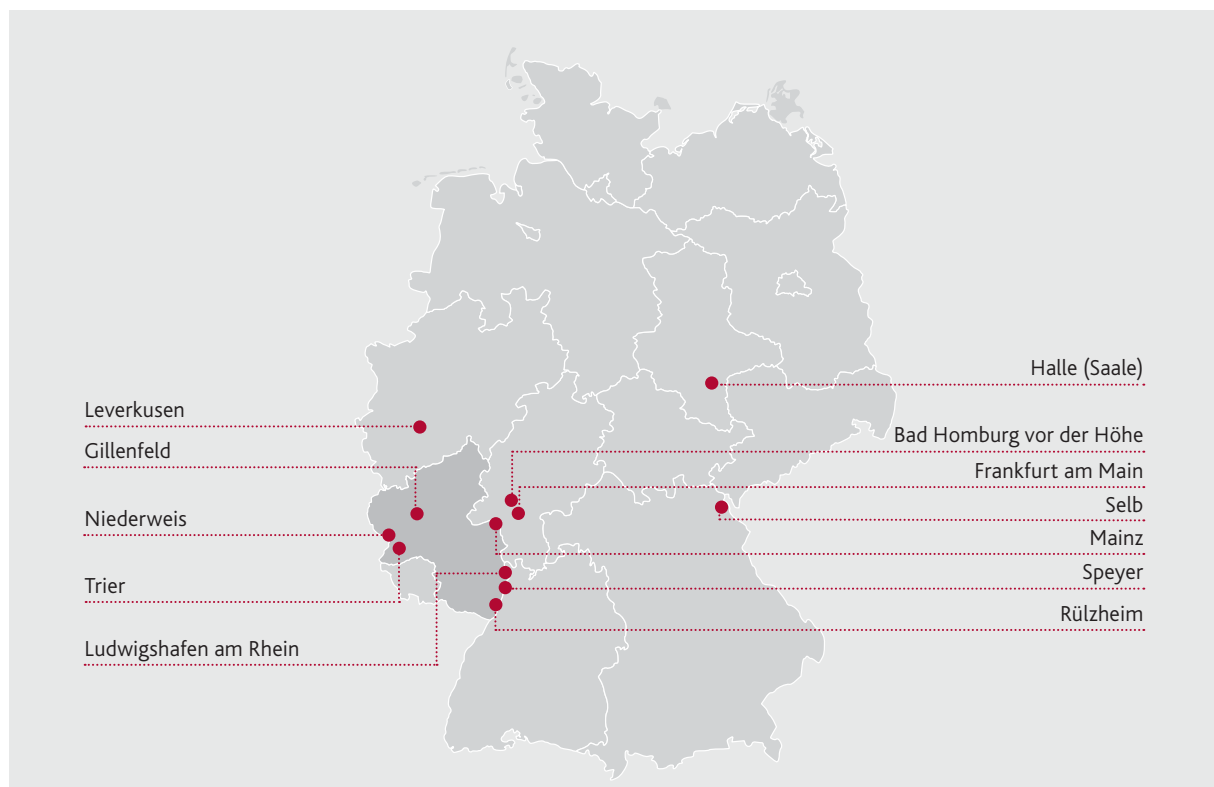 Leverkusen
Gillenfeld
Niederweis
Trier
Ludwigshafen am Rhein
Halle (Saale)
Bad Homburg vor der Höhe
Frankfurt am Main
Selb
Mainz
Speyer
Rülzheim